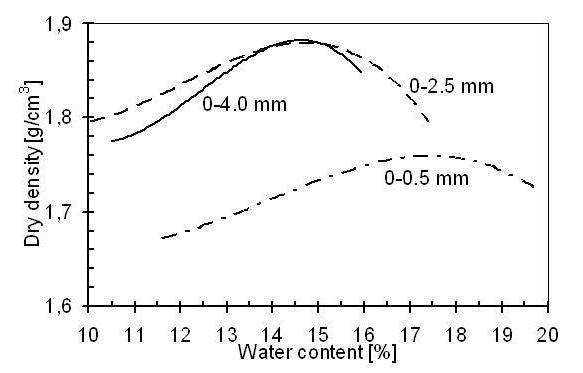 1,9
1,8
1,7
1,6
Dry density [g/cm³]
0-4.0 mm
0-2.5 mm
0-0.5 mm
10 11 12 13 14 15 16 17 18 19 20
Water content [%]